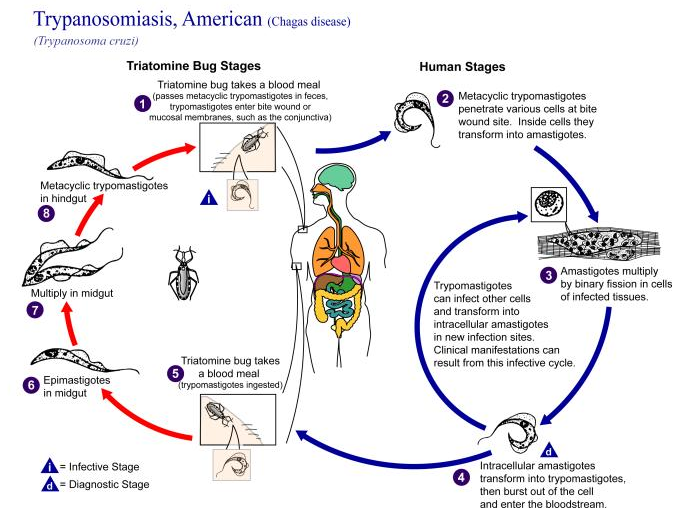 Trypanosomiasis, American (Chagas disease)
(Trypanosoma cruzi)
Triatomine Bug Stages
Human Stages
1
Triatomine bug takes a blood meal
(passes metacyclic trypomastigotes in feces,
trypomastigotes enter bite wound or
mucosal membranes, such as the conjunctiva)
i
2
Metacyclic trypomastigotes
penetrate various cells at bite
wound site. Inside cells they
transform into amastigotes.
3
Amastigotes multiply
by binary fission in cells
of infected tissues.
Trypomastigotes
can infect other cells
and transform into
intracellular amastigotes
in new infection sites.
Clinical manifestations can
result from this infective cycle.
d
4
Intracellular amastigotes
transform into trypomastigotes,
then burst out of the cell
and enter the bloodstream.
5
Triatomine bug takes
a blood meal
(trypomastigotes ingested)
6
Epimastigotes
in midgut
Multiply in midgut
7
Metacyclic trypomastigotes
in hindgut
8
i = Infective Stage
d = Diagnostic Stage